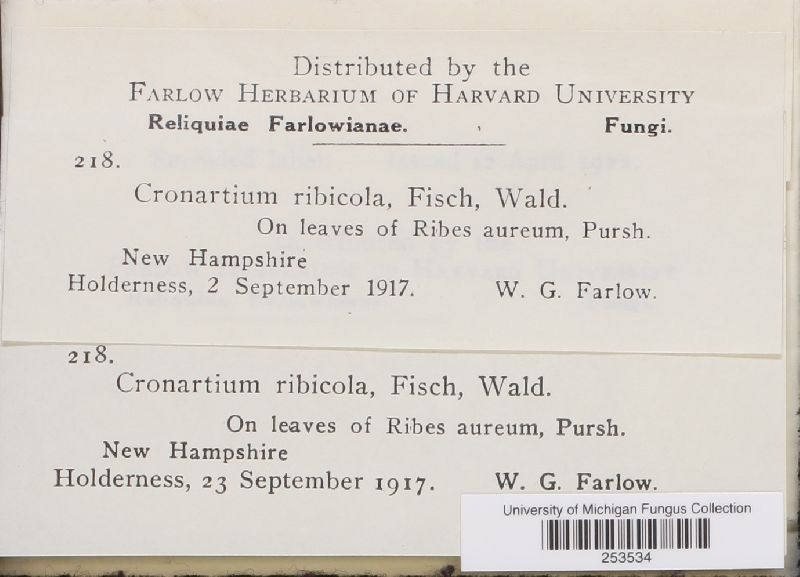 Distributed by the
FARLOW HERBARIUM OF HARVARD UNIVERSITY
Reliquiae Farlowianae. Fungi.
218.
Cronartium ribicola, Fisch, Wald.
On leaves of Ribes aureum, Pursh.
New Hampshire
Holderness, 2 September 1917. W. G. Farlow.
218.
Cronartium ribicola, Fisch, Wald.
On leaves of Ribes aureum, Pursh.
New Hampshire
Holderness, 23 September 1917. W. G. Farlow.
University of Michigan Fungus Collection
253534